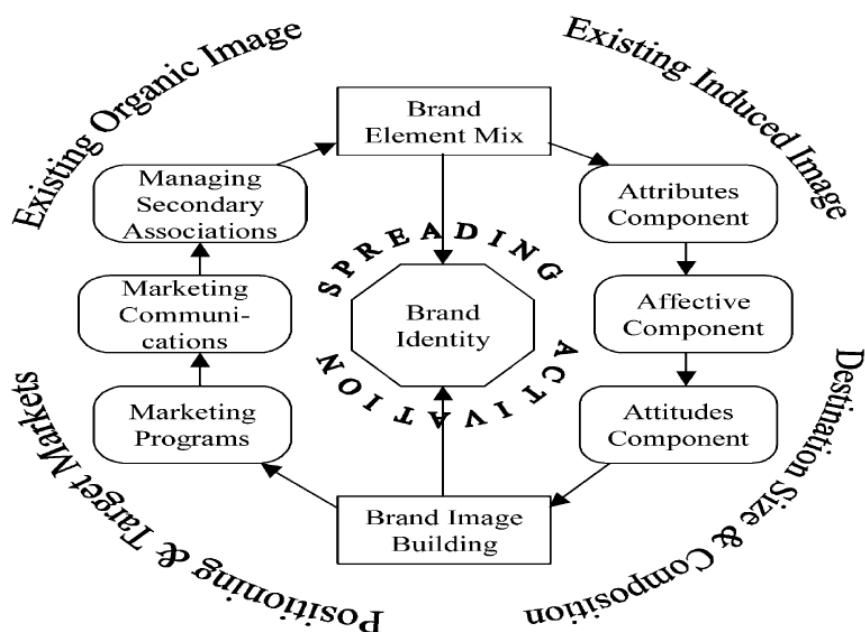 Existing Organic Image
Existing Induced Image
Brand
Element Mix
Managing
Secondary
Associations
Attributes
Component
SPREADING
Marketing
Communi-
cations
Brand
Identity
Affective
Component
ACTIVATION
Marketing
Programs
Attitudes
Component
Brand Image
Building
Positioning & Target Markets
Destination Size & Composition